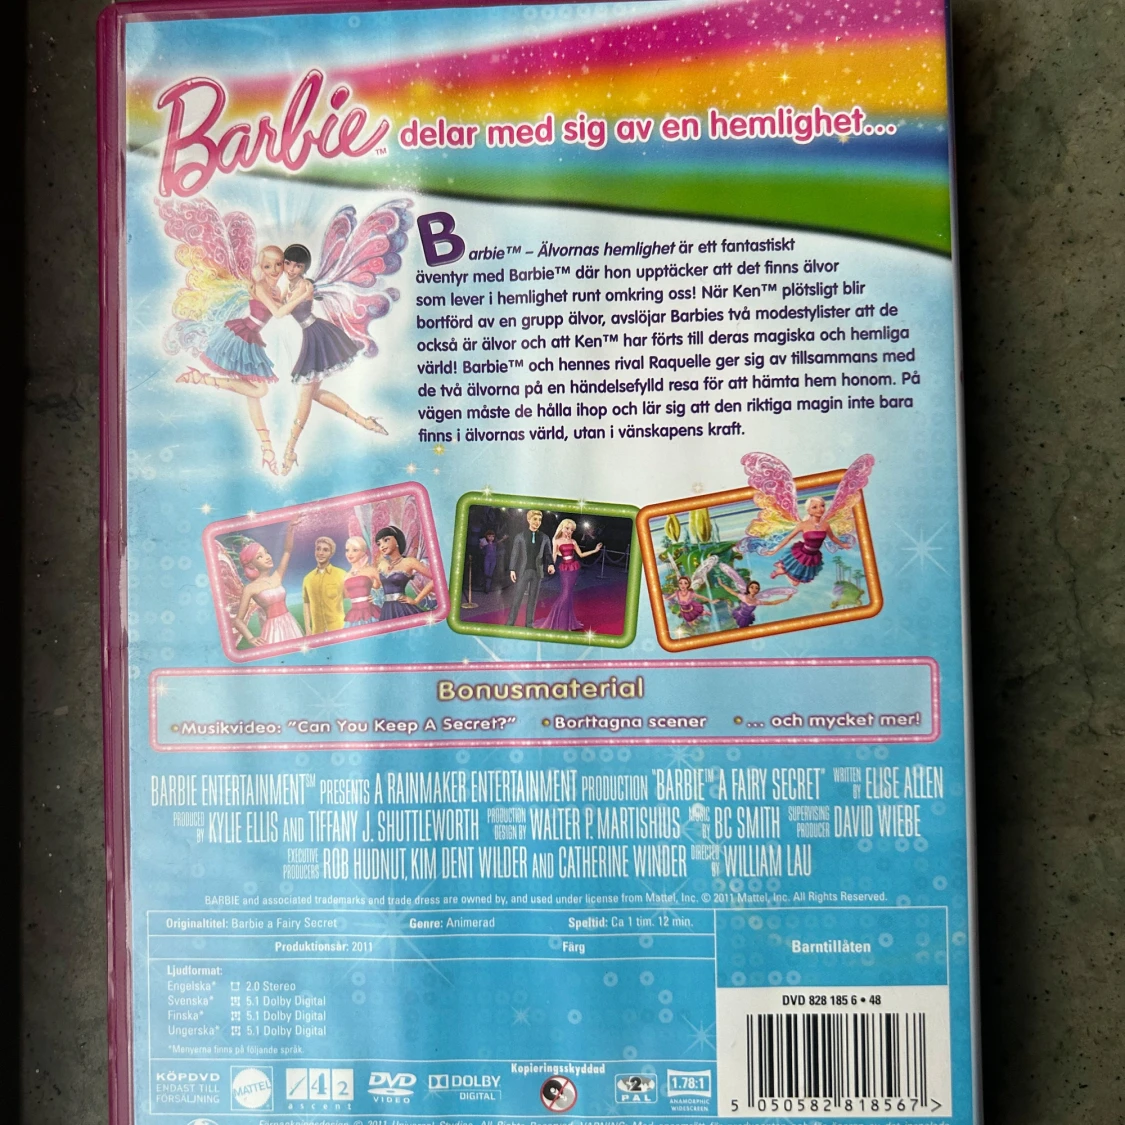 Barbie™ delar med sig av en hemlighet...
Barbie™ – Älvornas hemlighet är ett fantastiskt
äventyr med Barbie™ där hon upptäcker att det finns älvor
som lever i hemlighet runt omkring oss! När Ken™ plötsligt blir
bortförd av en grupp älvor, avslöjar Barbies två modestylister att de
också är älvor och att Ken™ har förts till deras magiska och hemliga
värld! Barbie™ och hennes rival Raquelle ger sig av tillsammans med
de två älvorna på en händelsefylld resa för att hämta hem honom. På
vägen måste de hålla ihop och lär sig att den riktiga magin inte bara
finns i älvornas värld, utan i vänskapens kraft.
Bonusmaterial
•Musikvideo: "Can You Keep A Secret?" •Borttagna scener •... och mycket mer!
BARBIE ENTERTAINMENT℠ PRESENTS A RAINMAKER ENTERTAINMENT PRODUCTION "BARBIE™ A FAIRY SECRET" WRITTEN BY ELISE ALLEN
PRODUCED BY KYLIE ELLIS AND TIFFANY J. SHUTTLEWORTH PRODUCTION DESIGN BY WALTER P. MARTISHIUS MUSIC BY BC SMITH SUPERVISING PRODUCER DAVID WIEBE
EXECUTIVE PRODUCERS ROB HUDNUT, KIM DENT WILDER AND CATHERINE WINDER DIRECTED BY WILLIAM LAU
BARBIE and associated trademarks and trade dress are owned by, and used under license from Mattel, Inc. © 2011 Mattel, Inc. All Rights Reserved.
Originaltitel: Barbie a Fairy Secret Genre: Animerad Speltid: Ca 1 tim. 12 min.
Produktionsår: 2011 Färg
Barntillåten
Ljudformat:
Engelska* 2.0 Stereo
Svenska* 5.1 Dolby Digital
Finska* 5.1 Dolby Digital
Ungerska* 5.1 Dolby Digital
*Menyerna finns på följande språk.
DVD 828 185 6 • 48
KÖPDVD
ENDAST TILL
FÖRSÄLJNING
MATTEL
/42
ascent
DVD
VIDEO
DOLBY
DIGITAL
Kopieringsskyddad
2
PAL
1.78:1
ANAMORPHIC
WIDESCREEN
5 050582 818567 >